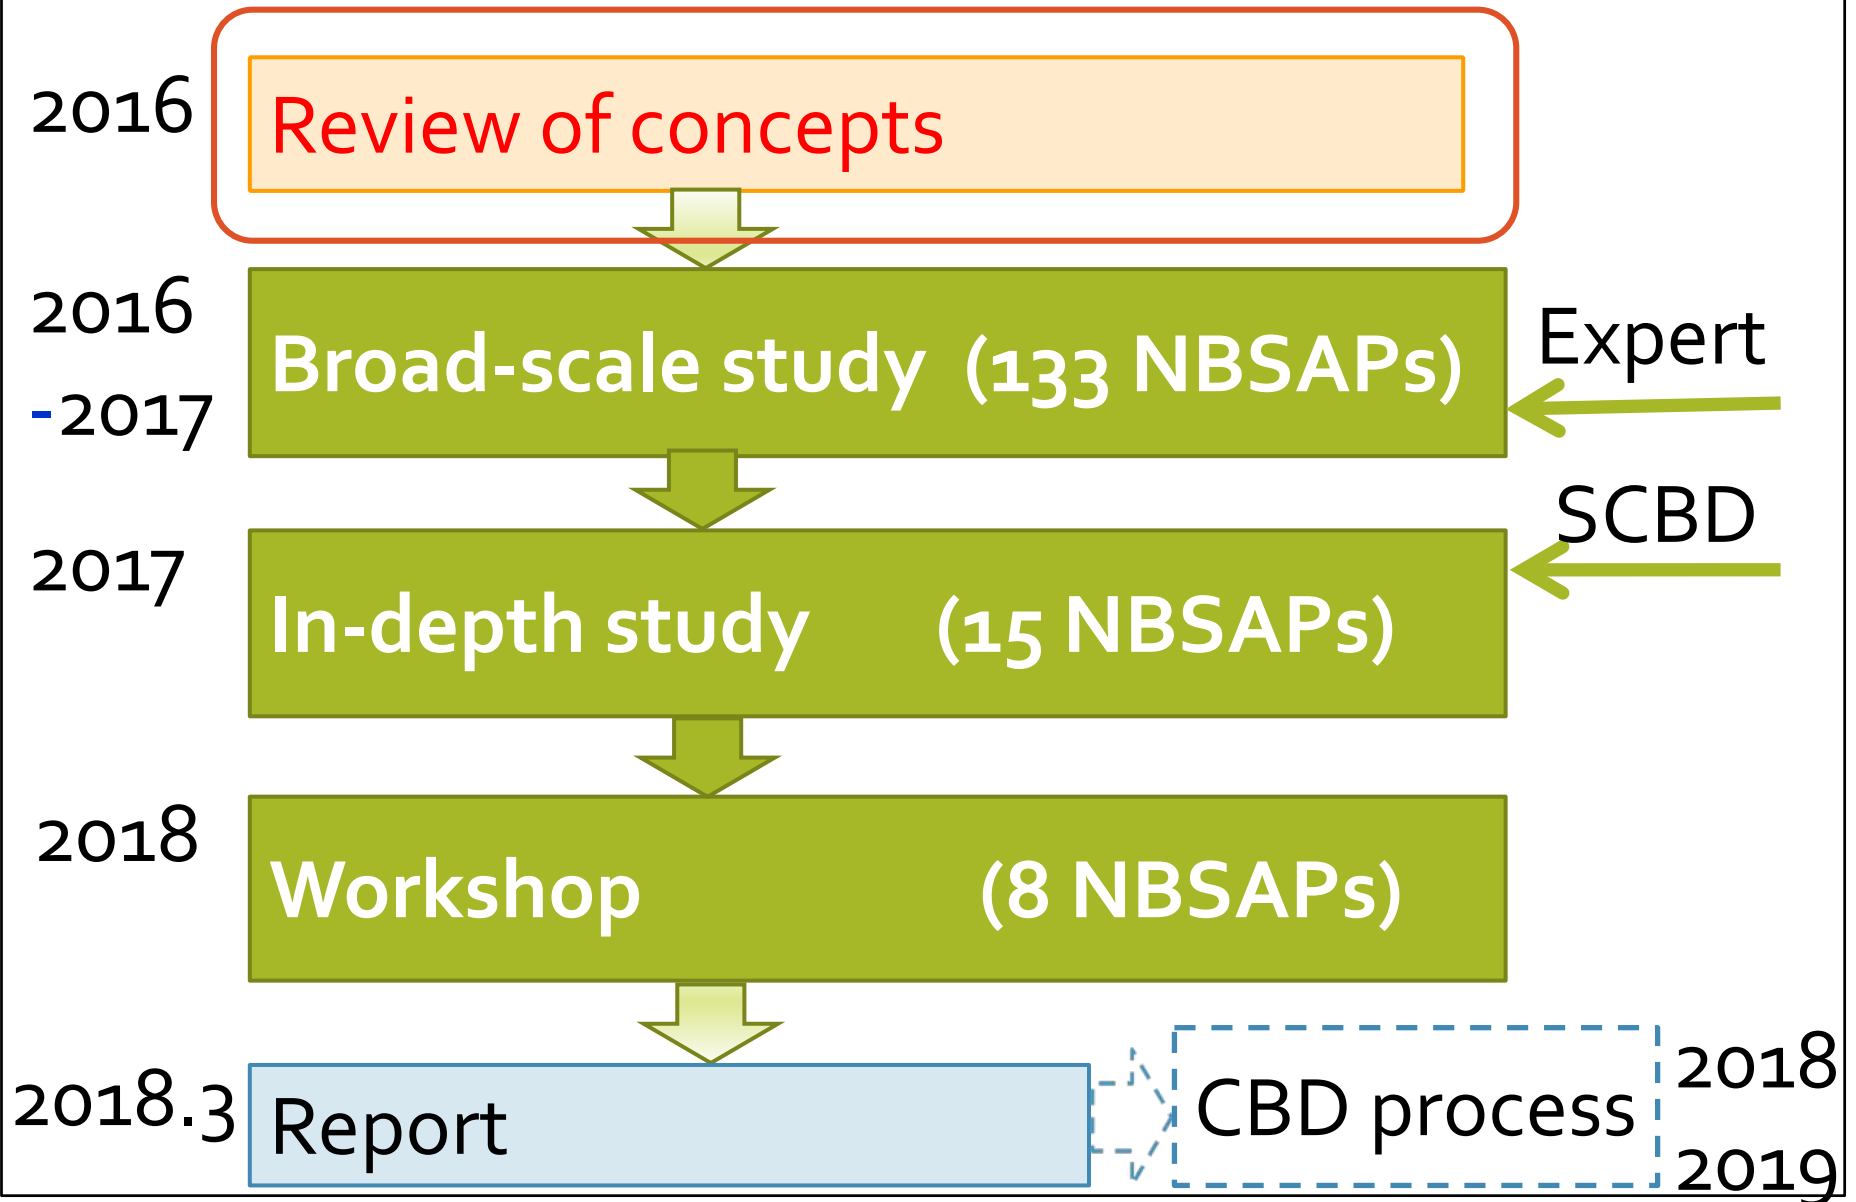 2016
Review of concepts
2016
-2017
Broad-scale study (133 NBSAPs)
Expert
SCBD
2017
In-depth study (15 NBSAPs)
2018
Workshop (8 NBSAPs)
2018.3
Report
CBD process
2018
2019